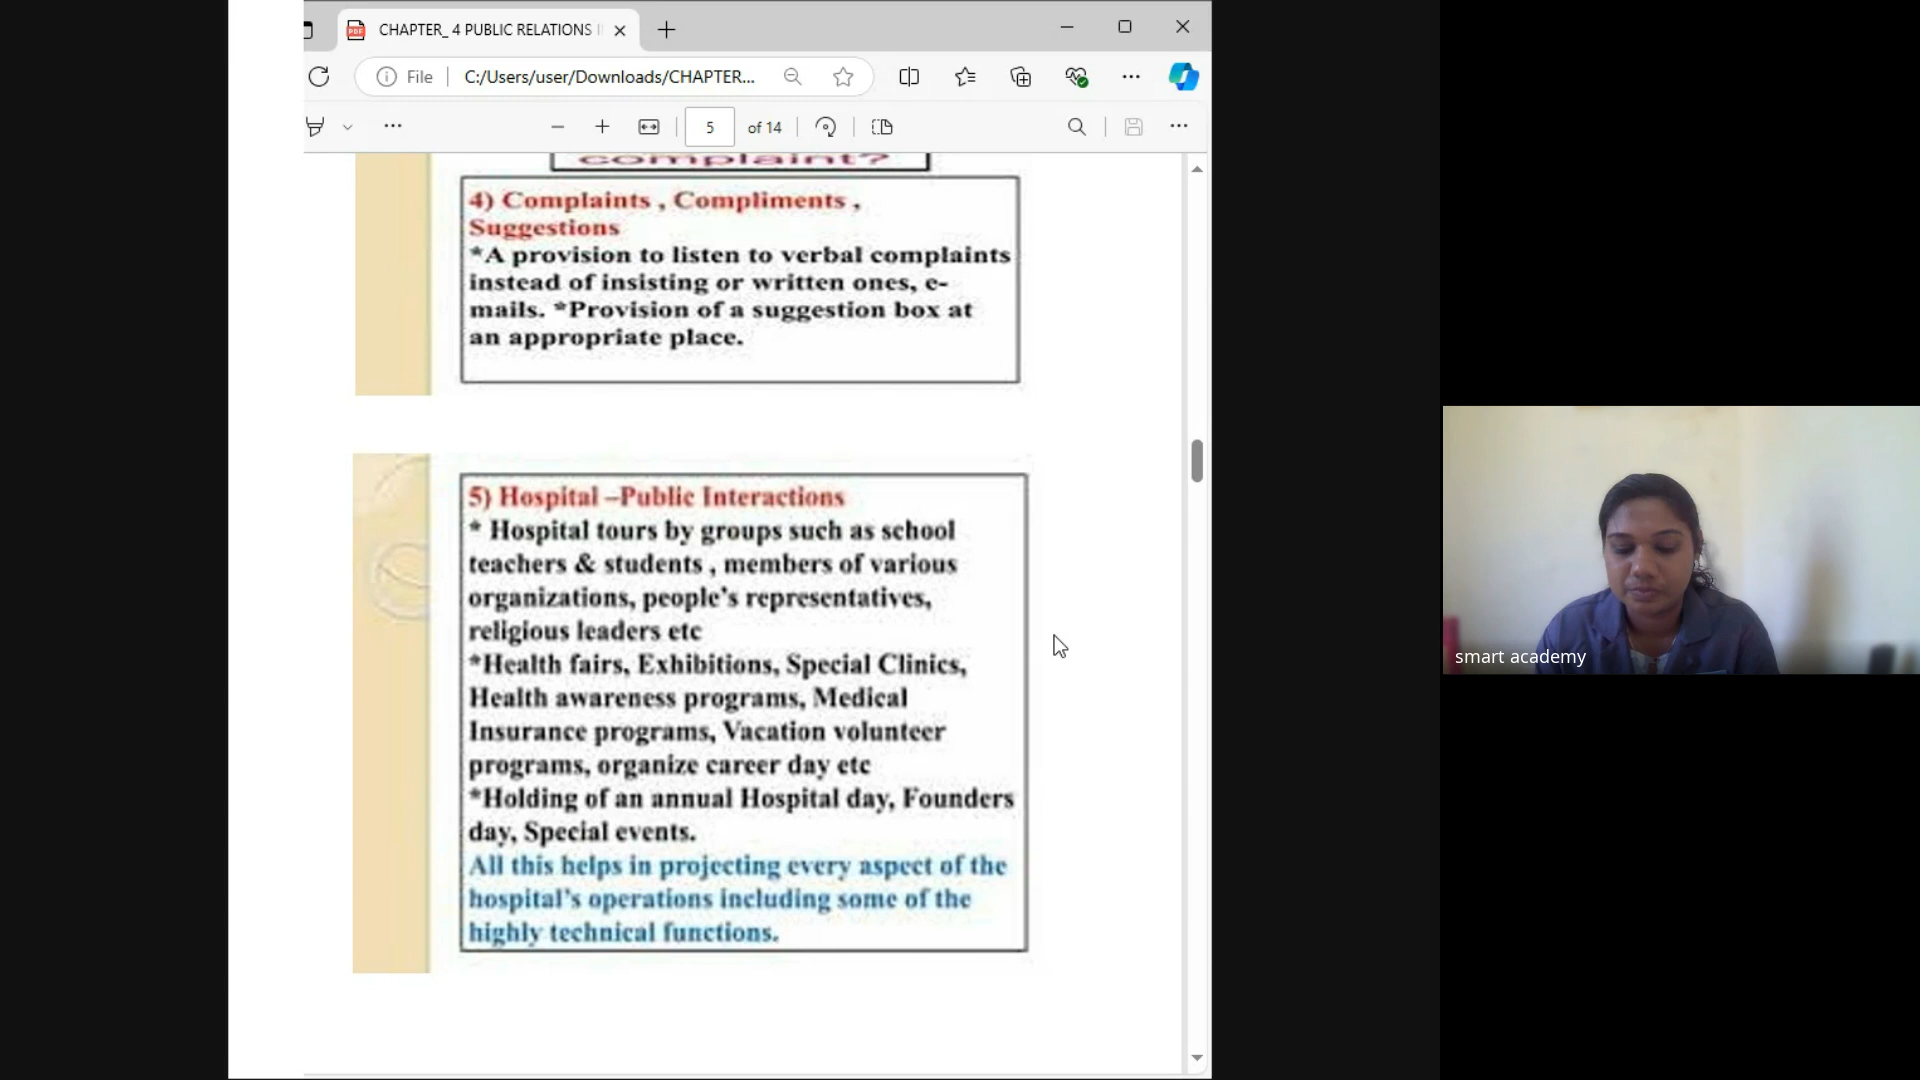 CHAPTER_ 4 PUBLIC RELATIONS I
File
C:/Users/user/Downloads/CHAPTER...
5 of 14
complaint?
4) Complaints , Compliments ,
Suggestions
*A provision to listen to verbal complaints
instead of insisting or written ones, e-
mails. *Provision of a suggestion box at
an appropriate place.
5) Hospital –Public Interactions
* Hospital tours by groups such as school
teachers & students , members of various
organizations, people's representatives,
religious leaders etc
*Health fairs, Exhibitions, Special Clinics,
Health awareness programs, Medical
Insurance programs, Vacation volunteer
programs, organize career day etc
*Holding of an annual Hospital day, Founders
day, Special events.
All this helps in projecting every aspect of the
hospital's operations including some of the
highly technical functions.
smart academy